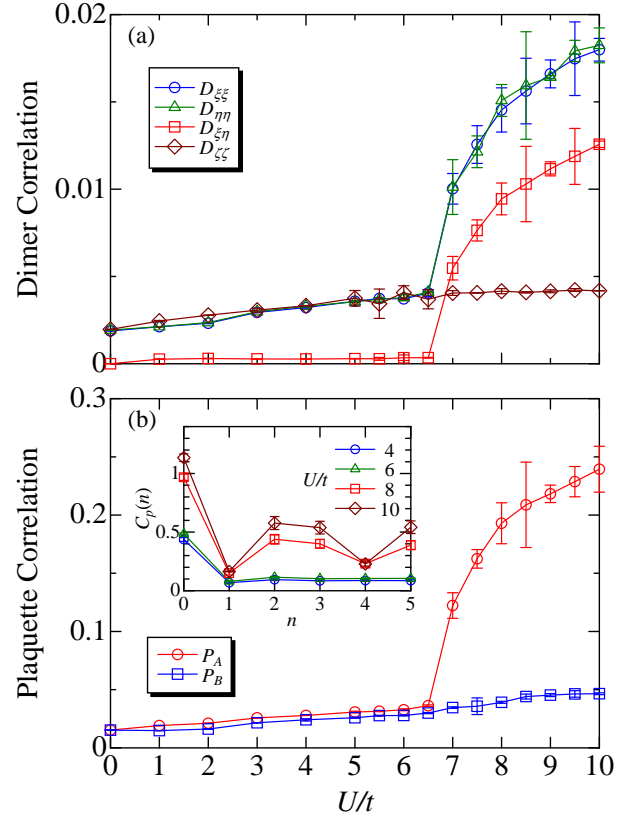 (a)
D_ξξ
D_ηη
D_ξη
D_ζζ
Dimer Correlation
0.02
0.01
0
(b)
Plaquette Correlation
0.3
0.2
0.1
0
C_p(n)
1
0.5
0
0 1 2 3 4 5
n
U/t
4
6
8
10
P_A
P_B
0 1 2 3 4 5 6 7 8 9 10
U/t